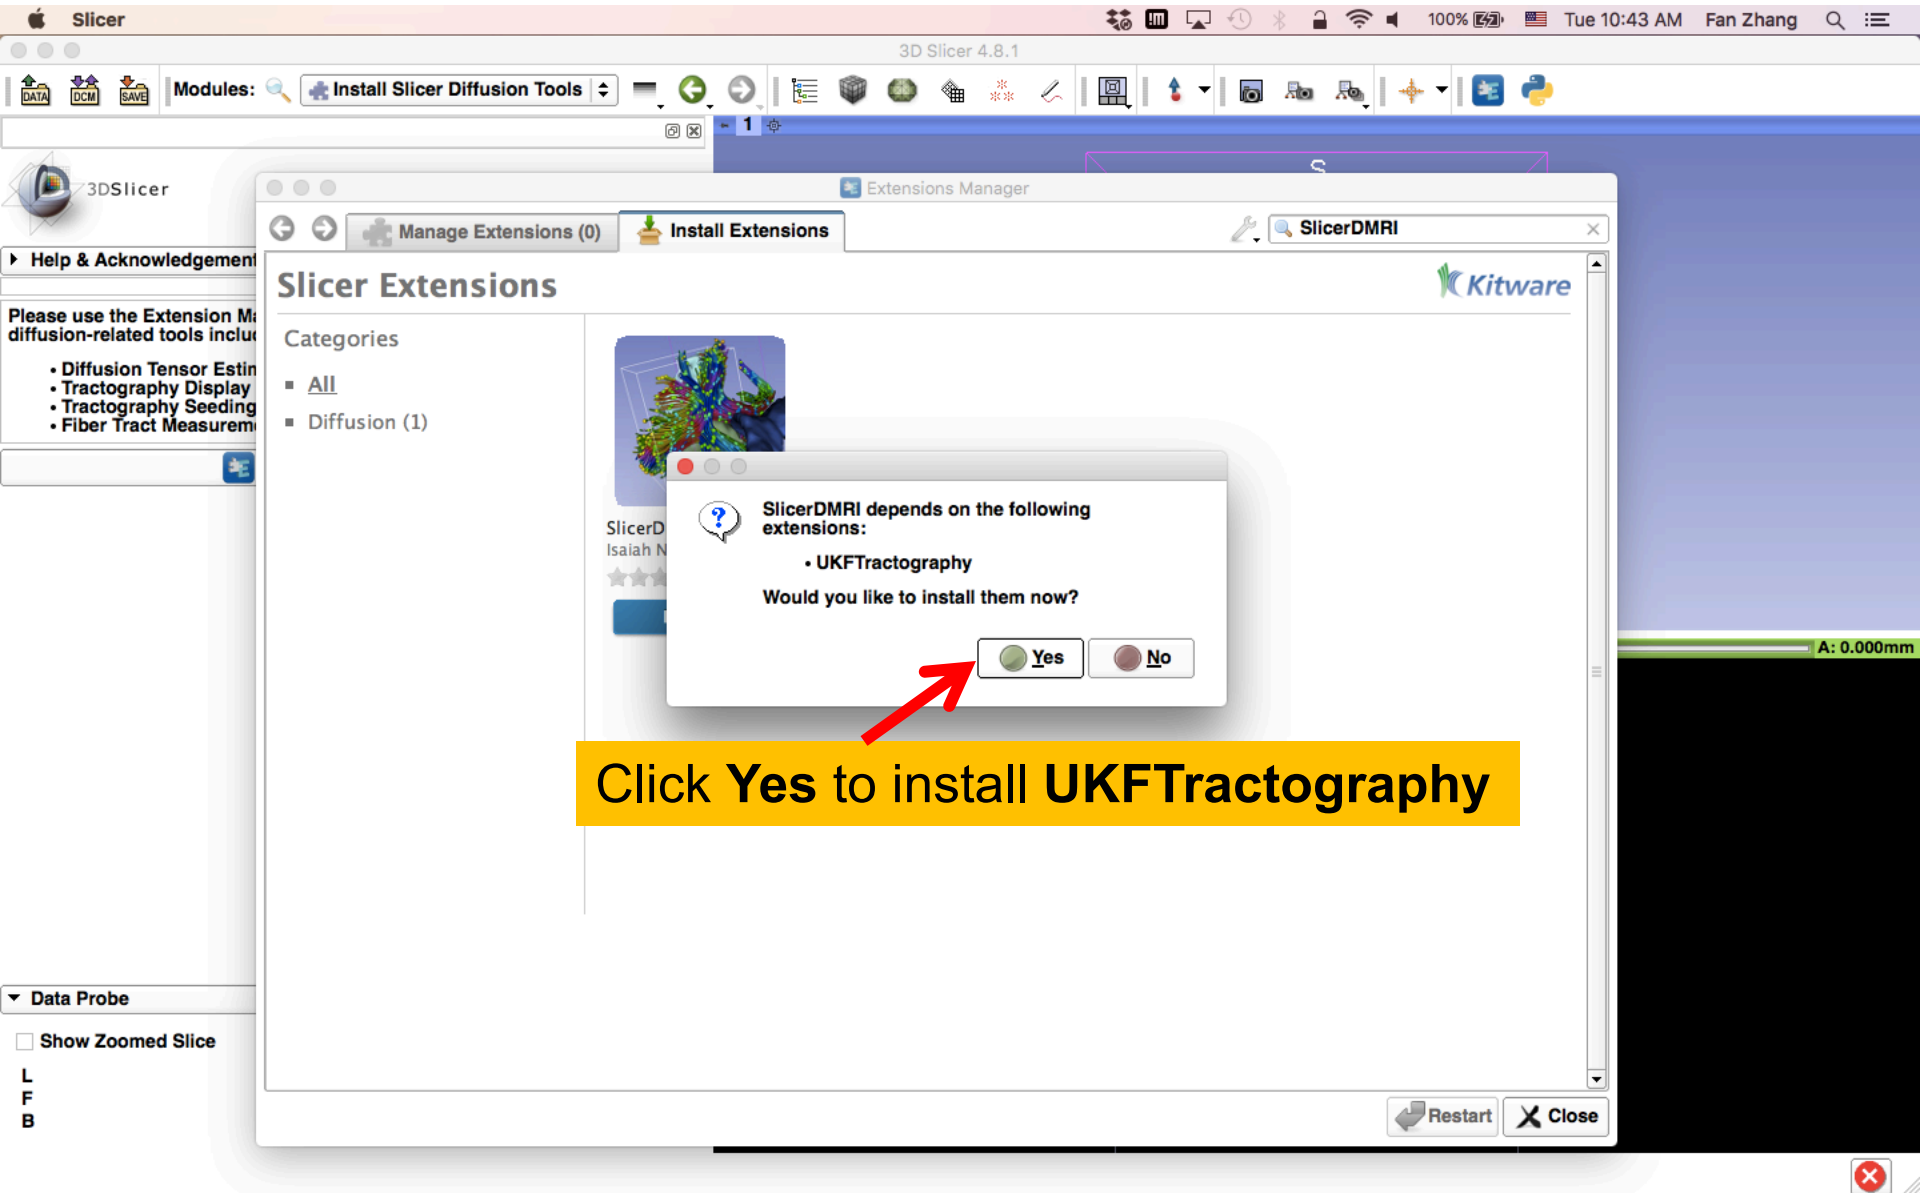 Slicer
100%
Tue 10:43 AM
Fan Zhang
3D Slicer 4.8.1
DATA
DCM
SAVE
Modules:
Install Slicer Diffusion Tools
1
S
3DSlicer
Extensions Manager
Manage Extensions (0)
Install Extensions
SlicerDMRI
Help & Acknowledgement
Slicer Extensions
Kitware
Please use the Extension Ma
diffusion-related tools includ
• Diffusion Tensor Estim
• Tractography Display
• Tractography Seeding
• Fiber Tract Measurem
Categories
All
Diffusion (1)
SlicerD
Isaiah N
SlicerDMRI depends on the following
extensions:
• UKFTractography
Would you like to install them now?
Yes
No
A: 0.000mm
Click Yes to install UKFTractography
Data Probe
Show Zoomed Slice
L
F
B
Restart
Close